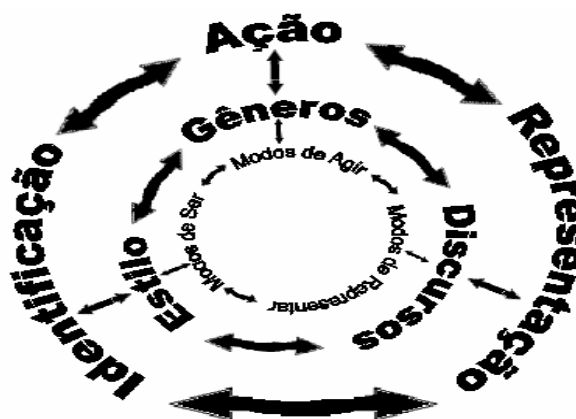 Ação
Gêneros
Modos de Agir
Representação
Discursos
Modos de Representar
Identificação
Estilo
Modos de Ser